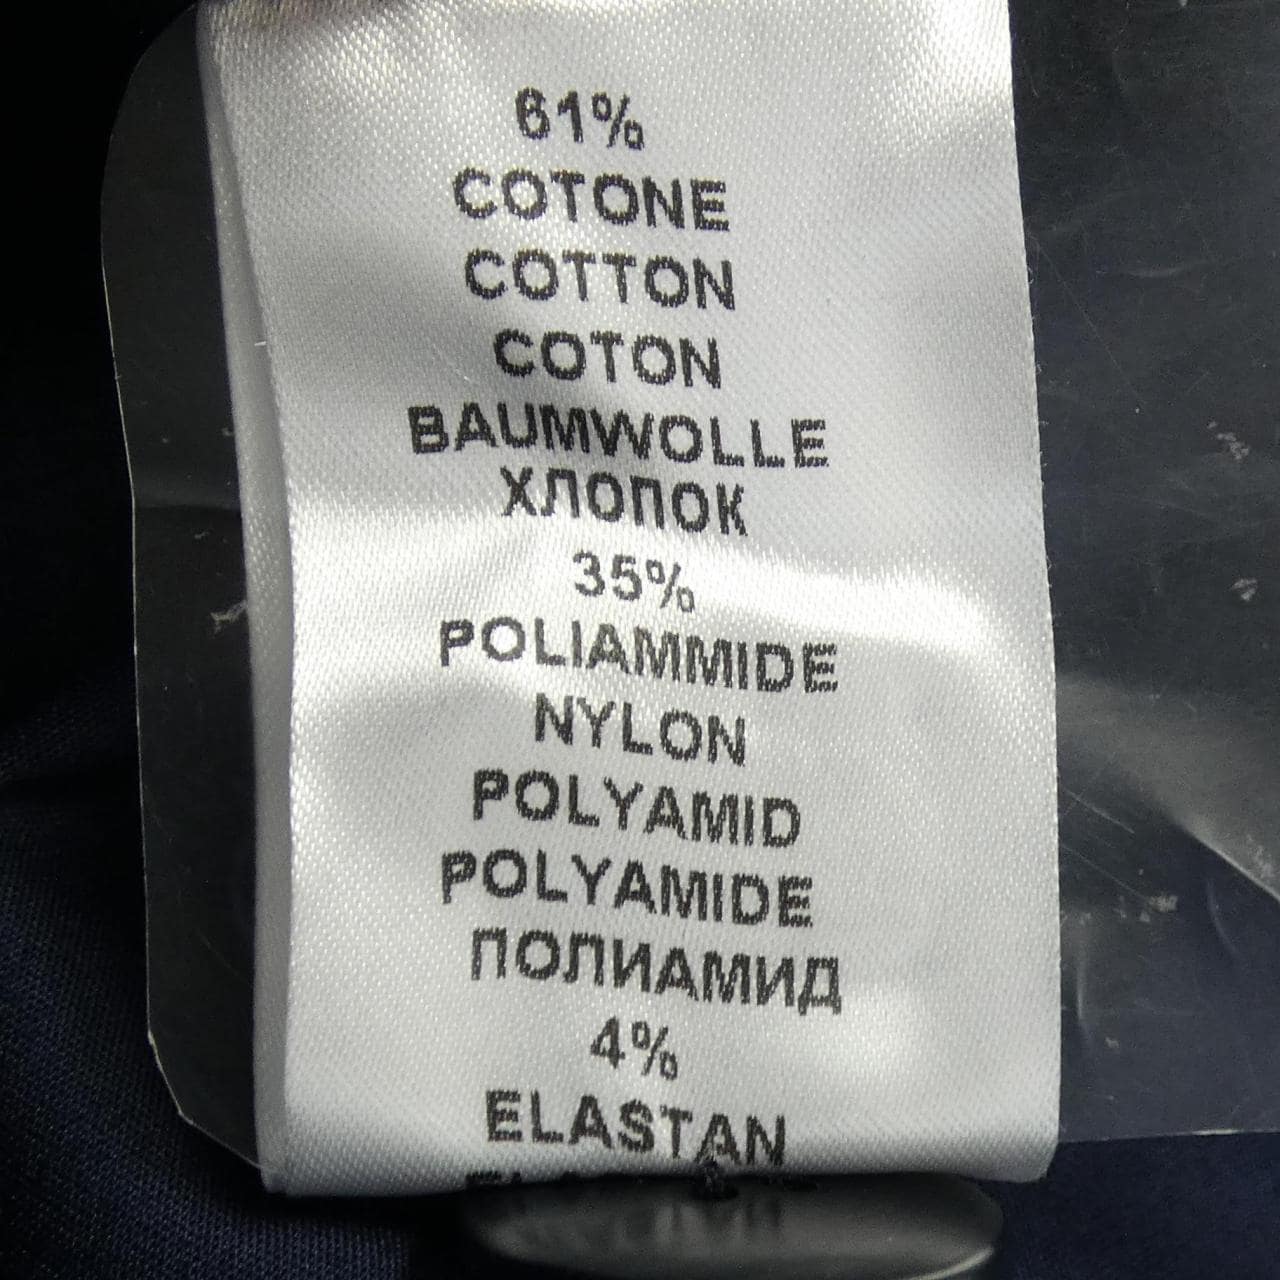 61%
COTONE
COTTON
COTON
BAUMWOLLE
ХЛОПОК
35%
POLIAMMIDE
NYLON
POLYAMID
POLYAMIDE
ПОЛИАМИД
4%
ELASTAN